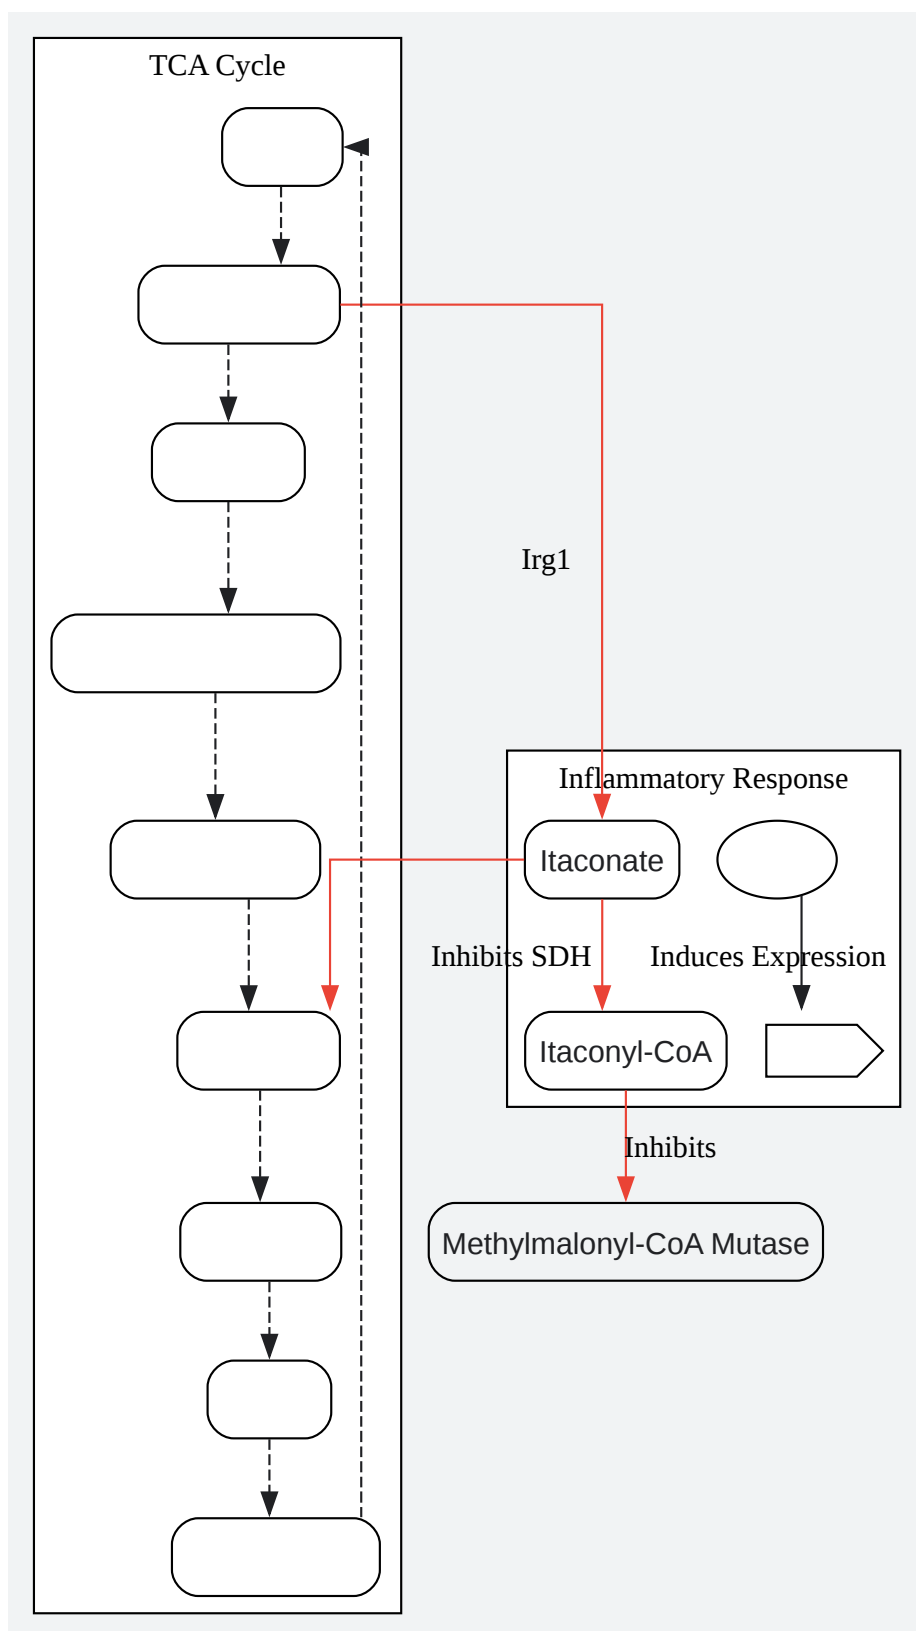 TCA Cycle
Irg1
Inflammatory Response
Itaconate
Inhibits SDH
Induces Expression
Itaconyl-CoA
Inhibits
Methylmalonyl-CoA Mutase